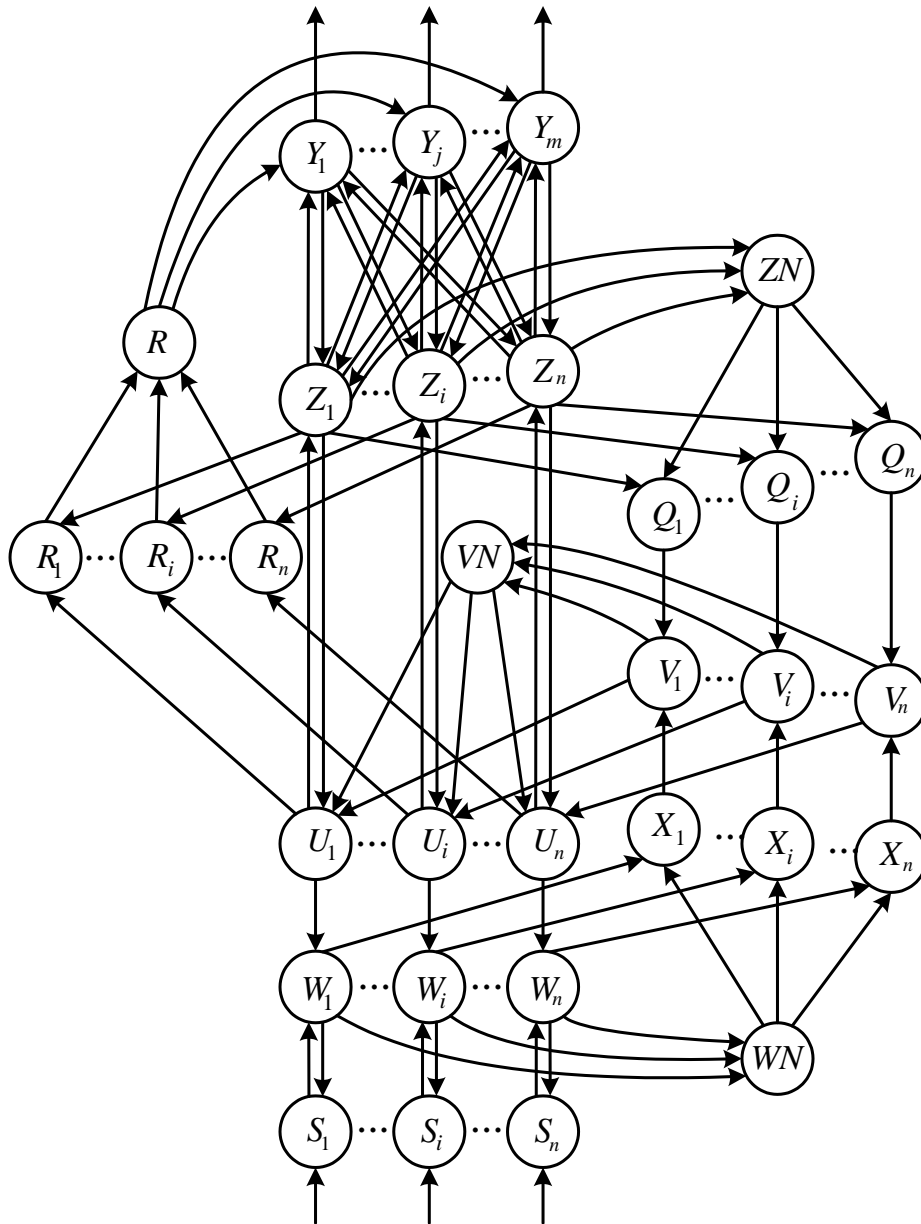 Y₁ ... Yⱼ ... Yₘ
ZN
R
Z₁ ... Zᵢ ... Zₙ
Q₁ ... Qᵢ ... Qₙ
R₁ ... Rᵢ ... Rₙ
VN
V₁ ... Vᵢ ... Vₙ
U₁ ... Uᵢ ... Uₙ
X₁ ... Xᵢ ... Xₙ
W₁ ... Wᵢ ... Wₙ
WN
S₁ ... Sᵢ ... Sₙ